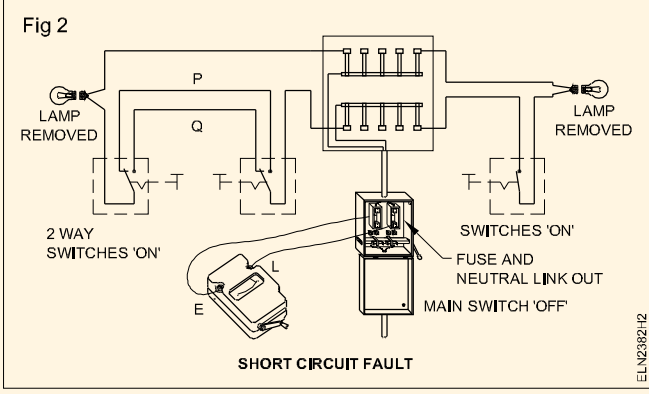 Fig 2
P
Q
LAMP
REMOVED
LAMP
REMOVED
2 WAY
SWITCHES 'ON'
SWITCHES 'ON'
L
E
FUSE AND
NEUTRAL LINK OUT
MAIN SWITCH 'OFF'
SHORT CIRCUIT FAULT
ELN2382H2